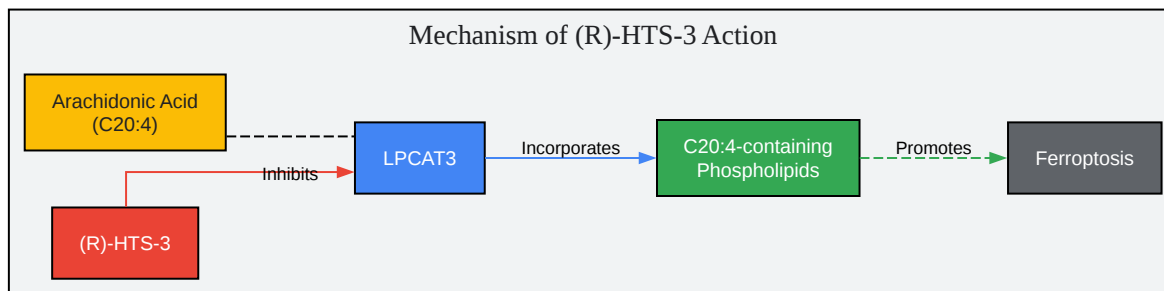 Mechanism of (R)-HTS-3 Action
Arachidonic Acid
(C20:4)
Inhibits
(R)-HTS-3
LPCAT3
Incorporates
C20:4-containing
Phospholipids
Promotes
Ferroptosis